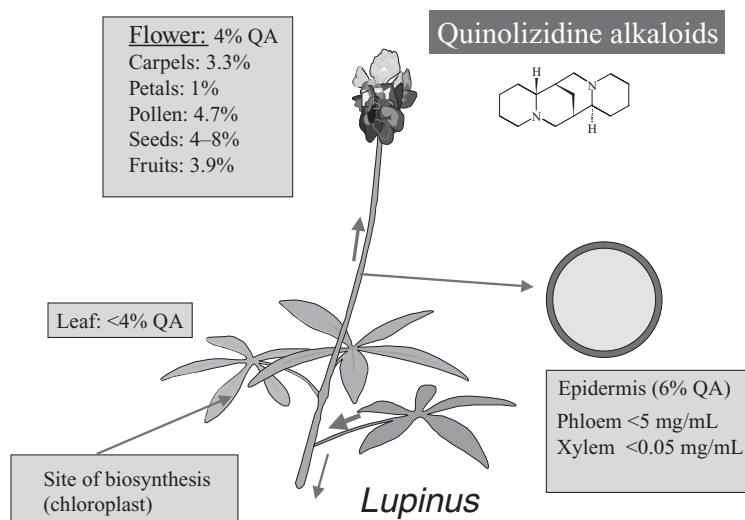 Flower: 4% QA
Carpels: 3.3%
Petals: 1%
Pollen: 4.7%
Seeds: 4–8%
Fruits: 3.9%
Quinolizidine alkaloids
H
N
N
H
Leaf: <4% QA
Epidermis (6% QA)
Phloem <5 mg/mL
Xylem <0.05 mg/mL
Site of biosynthesis
(chloroplast)
Lupinus